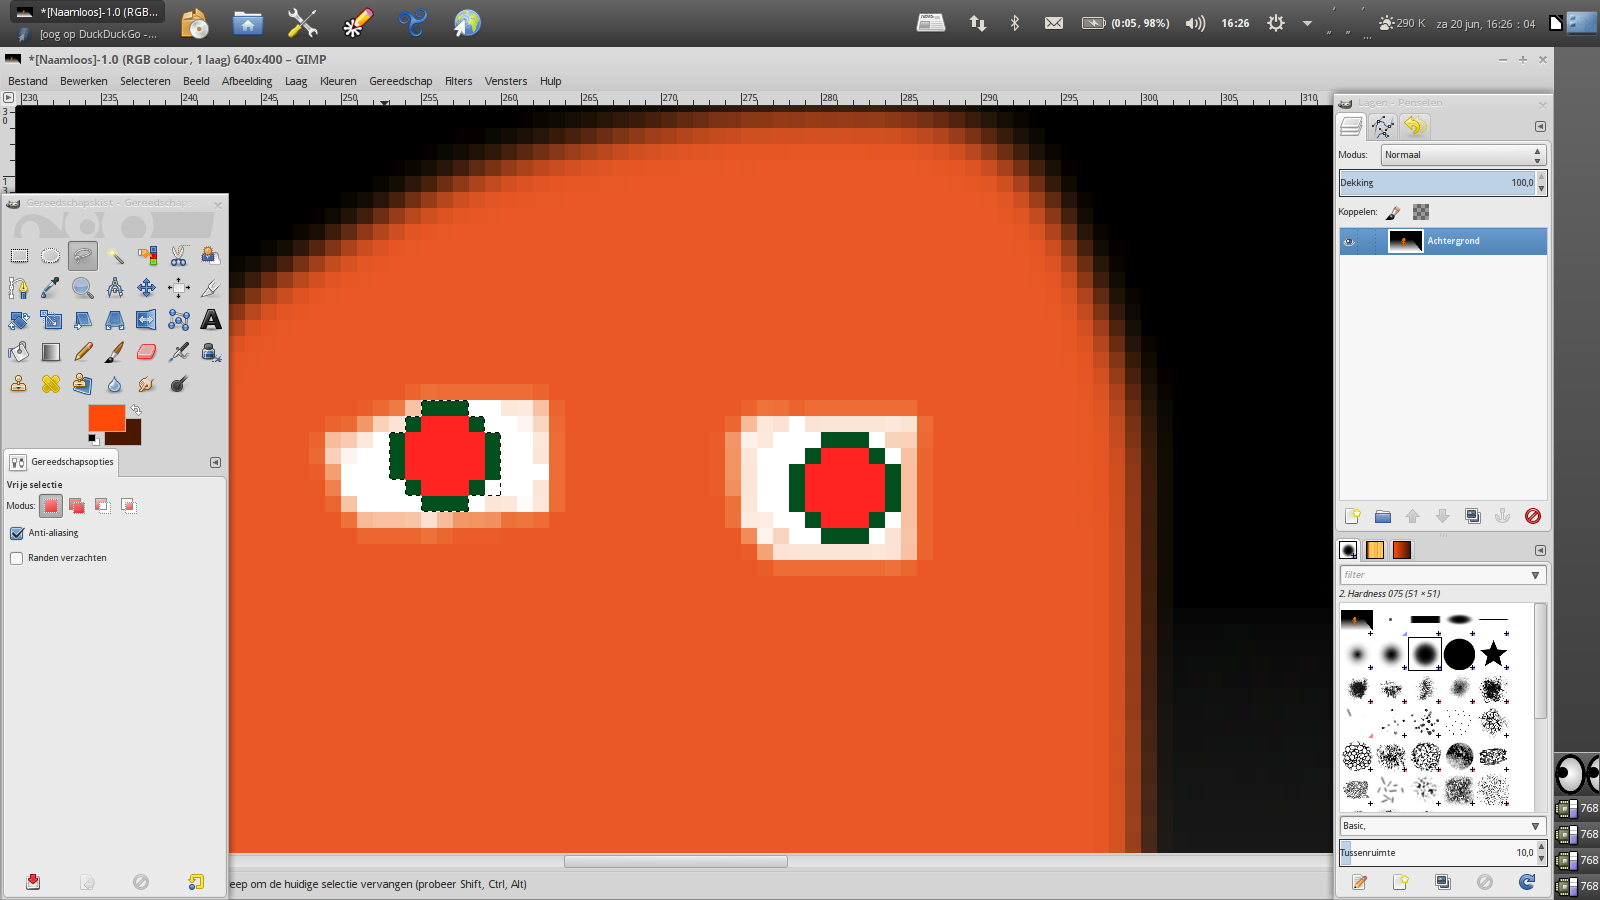 *[Naamloos]-1.0 (RGB...
[oog op DuckDuckGo -...
(0:05, 98%)
16:26
290 K
za 20 jun, 16:26 : 04
*[Naamloos]-1.0 (RGB colour, 1 laag) 640x400 – GIMP
Bestand Bewerken Selecteren Beeld Afbeelding Laag Kleuren Gereedschap Filters Vensters Hulp
230 235 240 245 250 255 260 265 270 275 280 285 290 295 300 305 310
Lagen - Penselen
Modus: Normaal
Dekking 100,0
Koppelen:
Achtergrond
Gereedschapskist - Gereedschap
Gereedschapsopties
Vrije selectie
Modus:
Anti-aliasing
Randen verzachten
filter
2. Hardness 075 (51 × 51)
Basic,
Tussenruimte 10,0
768
768
768
768
leep om de huidige selectie vervangen (probeer Shift, Ctrl, Alt)